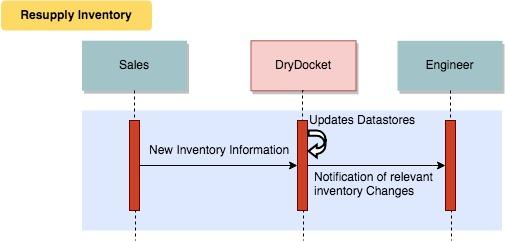 Resupply Inventory
Sales
DryDocket
Engineer
Updates Datastores
New Inventory Information
Notification of relevant
inventory Changes